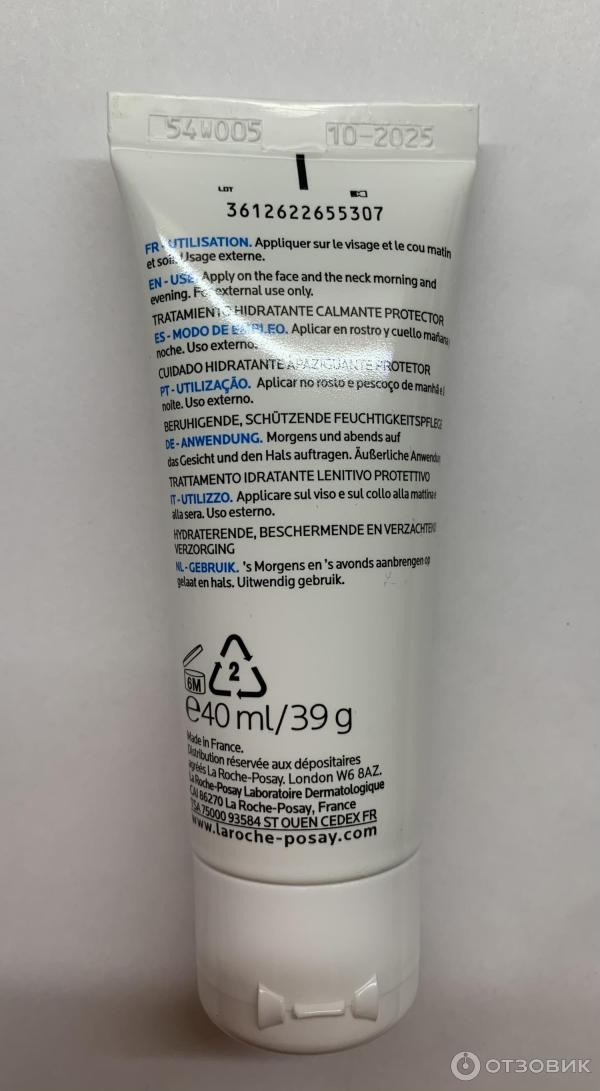 54W005 10-2025
LOT
3612622655307
FR - UTILISATION. Appliquer sur le visage et le cou matin
et soir. Usage externe.
EN - USE. Apply on the face and the neck morning and
evening. For external use only.
TRATAMIENTO HIDRATANTE CALMANTE PROTECTOR
ES - MODO DE EMPLEO. Aplicar en rostro y cuello mañana y
noche. Uso externo.
CUIDADO HIDRATANTE APAZIGUANTE PROTETOR
PT - UTILIZAÇÃO. Aplicar no rosto e pescoço de manhã e à
noite. Uso externo.
BERUHIGENDE, SCHÜTZENDE FEUCHTIGKEITSPFLEGE
DE - ANWENDUNG. Morgens und abends auf
das Gesicht und den Hals auftragen. Äußerliche Anwendung
TRATTAMENTO IDRATANTE LENITIVO PROTETTIVO
IT - UTILIZZO. Applicare sul viso e sul collo alla mattina e
alla sera. Uso esterno.
HYDRATERENDE, BESCHERMENDE EN VERZACHTENDE
VERZORGING
NL - GEBRUIK. 's Morgens en 's avonds aanbrengen op
gelaat en hals. Uitwendig gebruik.
6M 2
℮40 ml/39 g
Made in France.
Distribution réservée aux dépositaires
agréés La Roche-Posay. London W6 8AZ.
La Roche-Posay Laboratoire Dermatologique
CAI 86270 La Roche-Posay, France
TSA 75000 93584 ST OUEN CEDEX FR
www.laroche-posay.com
ОТЗОВИК